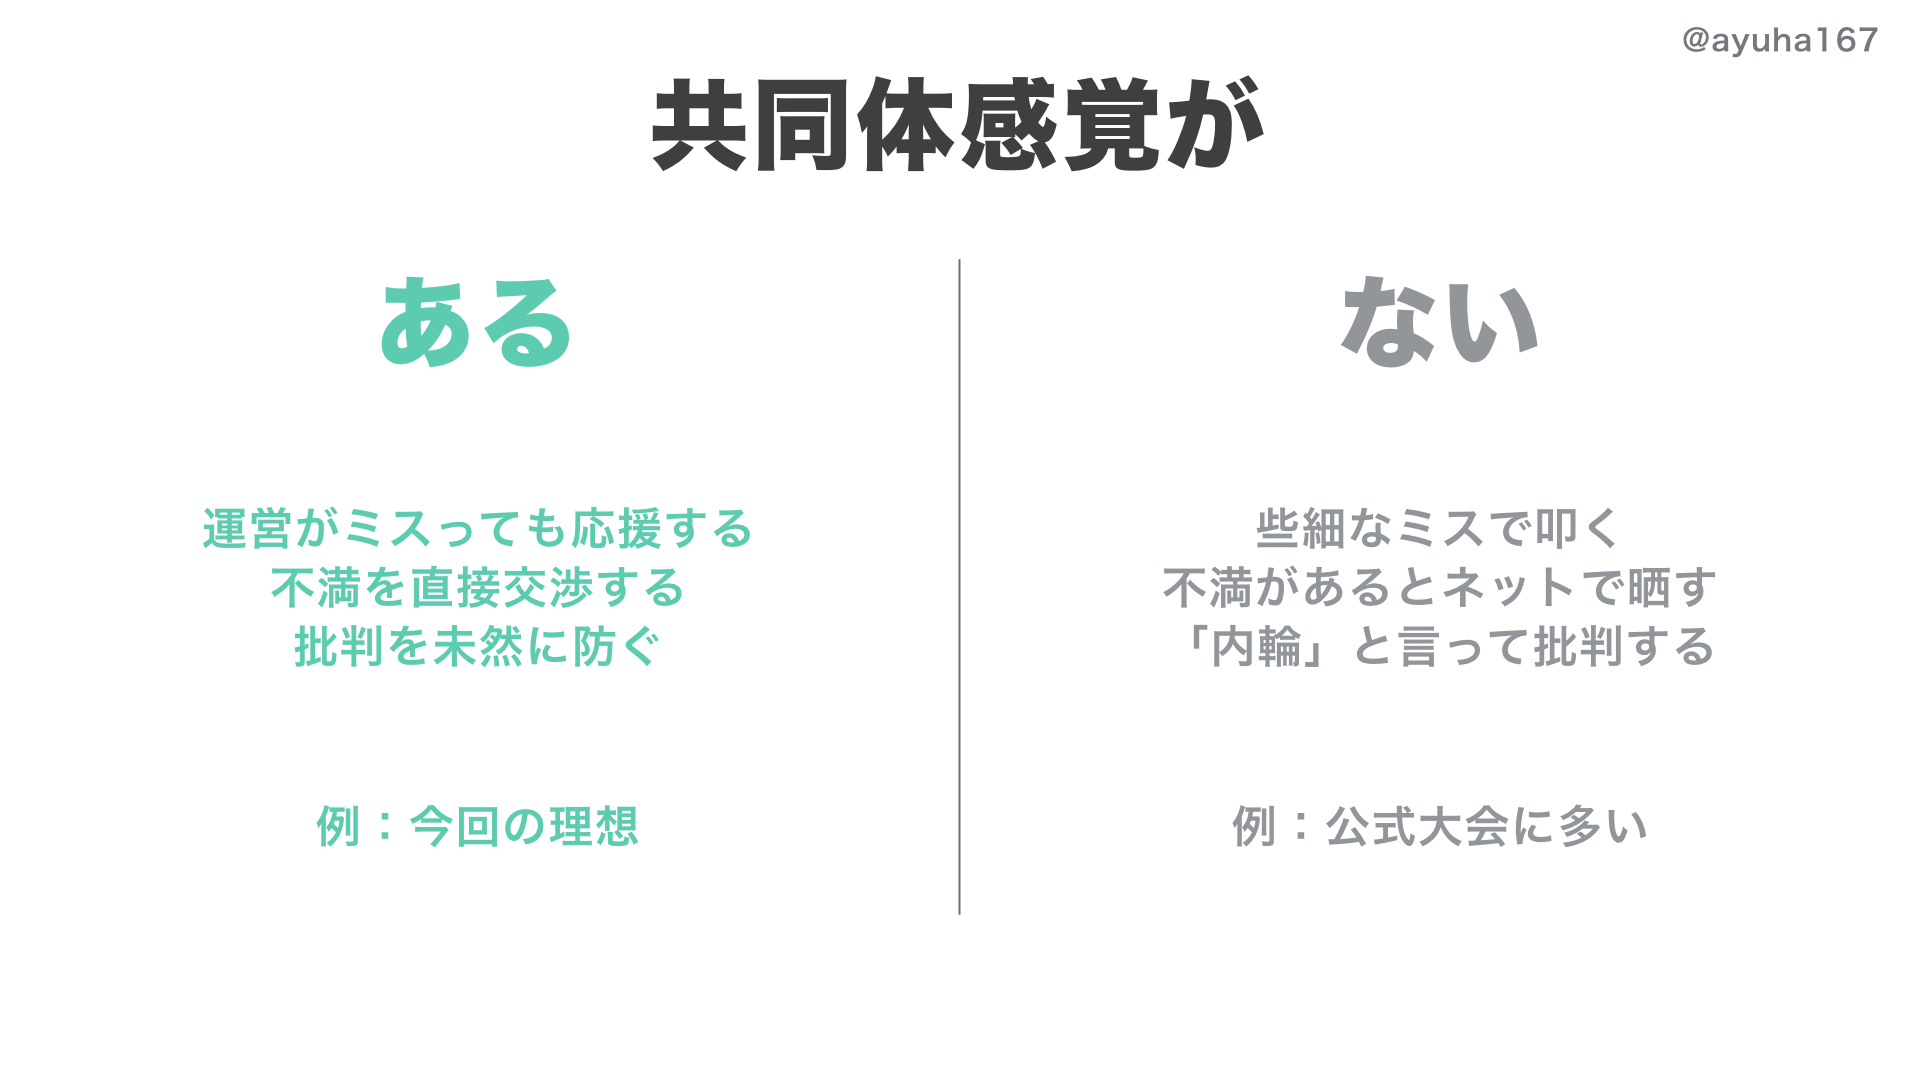 @ayuha167
共同体感覚が
ある
運営がミスっても応援する
不満を直接交渉する
批判を未然に防ぐ
例：今回の理想
ない
些細なミスで叩く
不満があるとネットで晒す
「内輪」と言って批判する
例：公式大会に多い